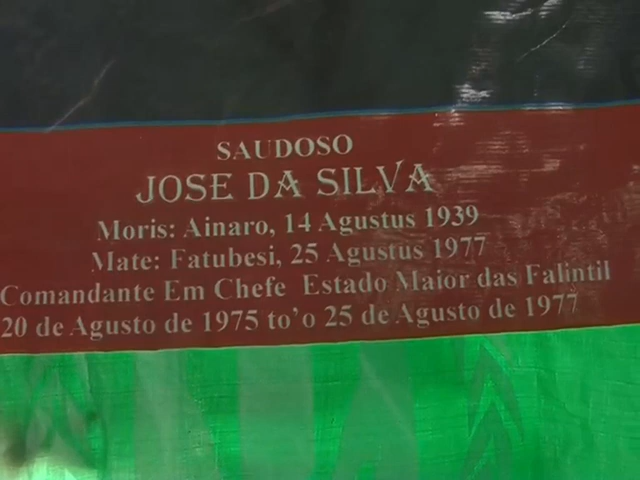 SAUDOSO
JOSE DA SILVA
Moris: Ainaro, 14 Agustus 1939
Mate: Fatubesi, 25 Agustus 1977
Comandante Em Chefe Estado Maior das Falintil
20 de Agusto de 1975 to'o 25 de Agusto de 1977